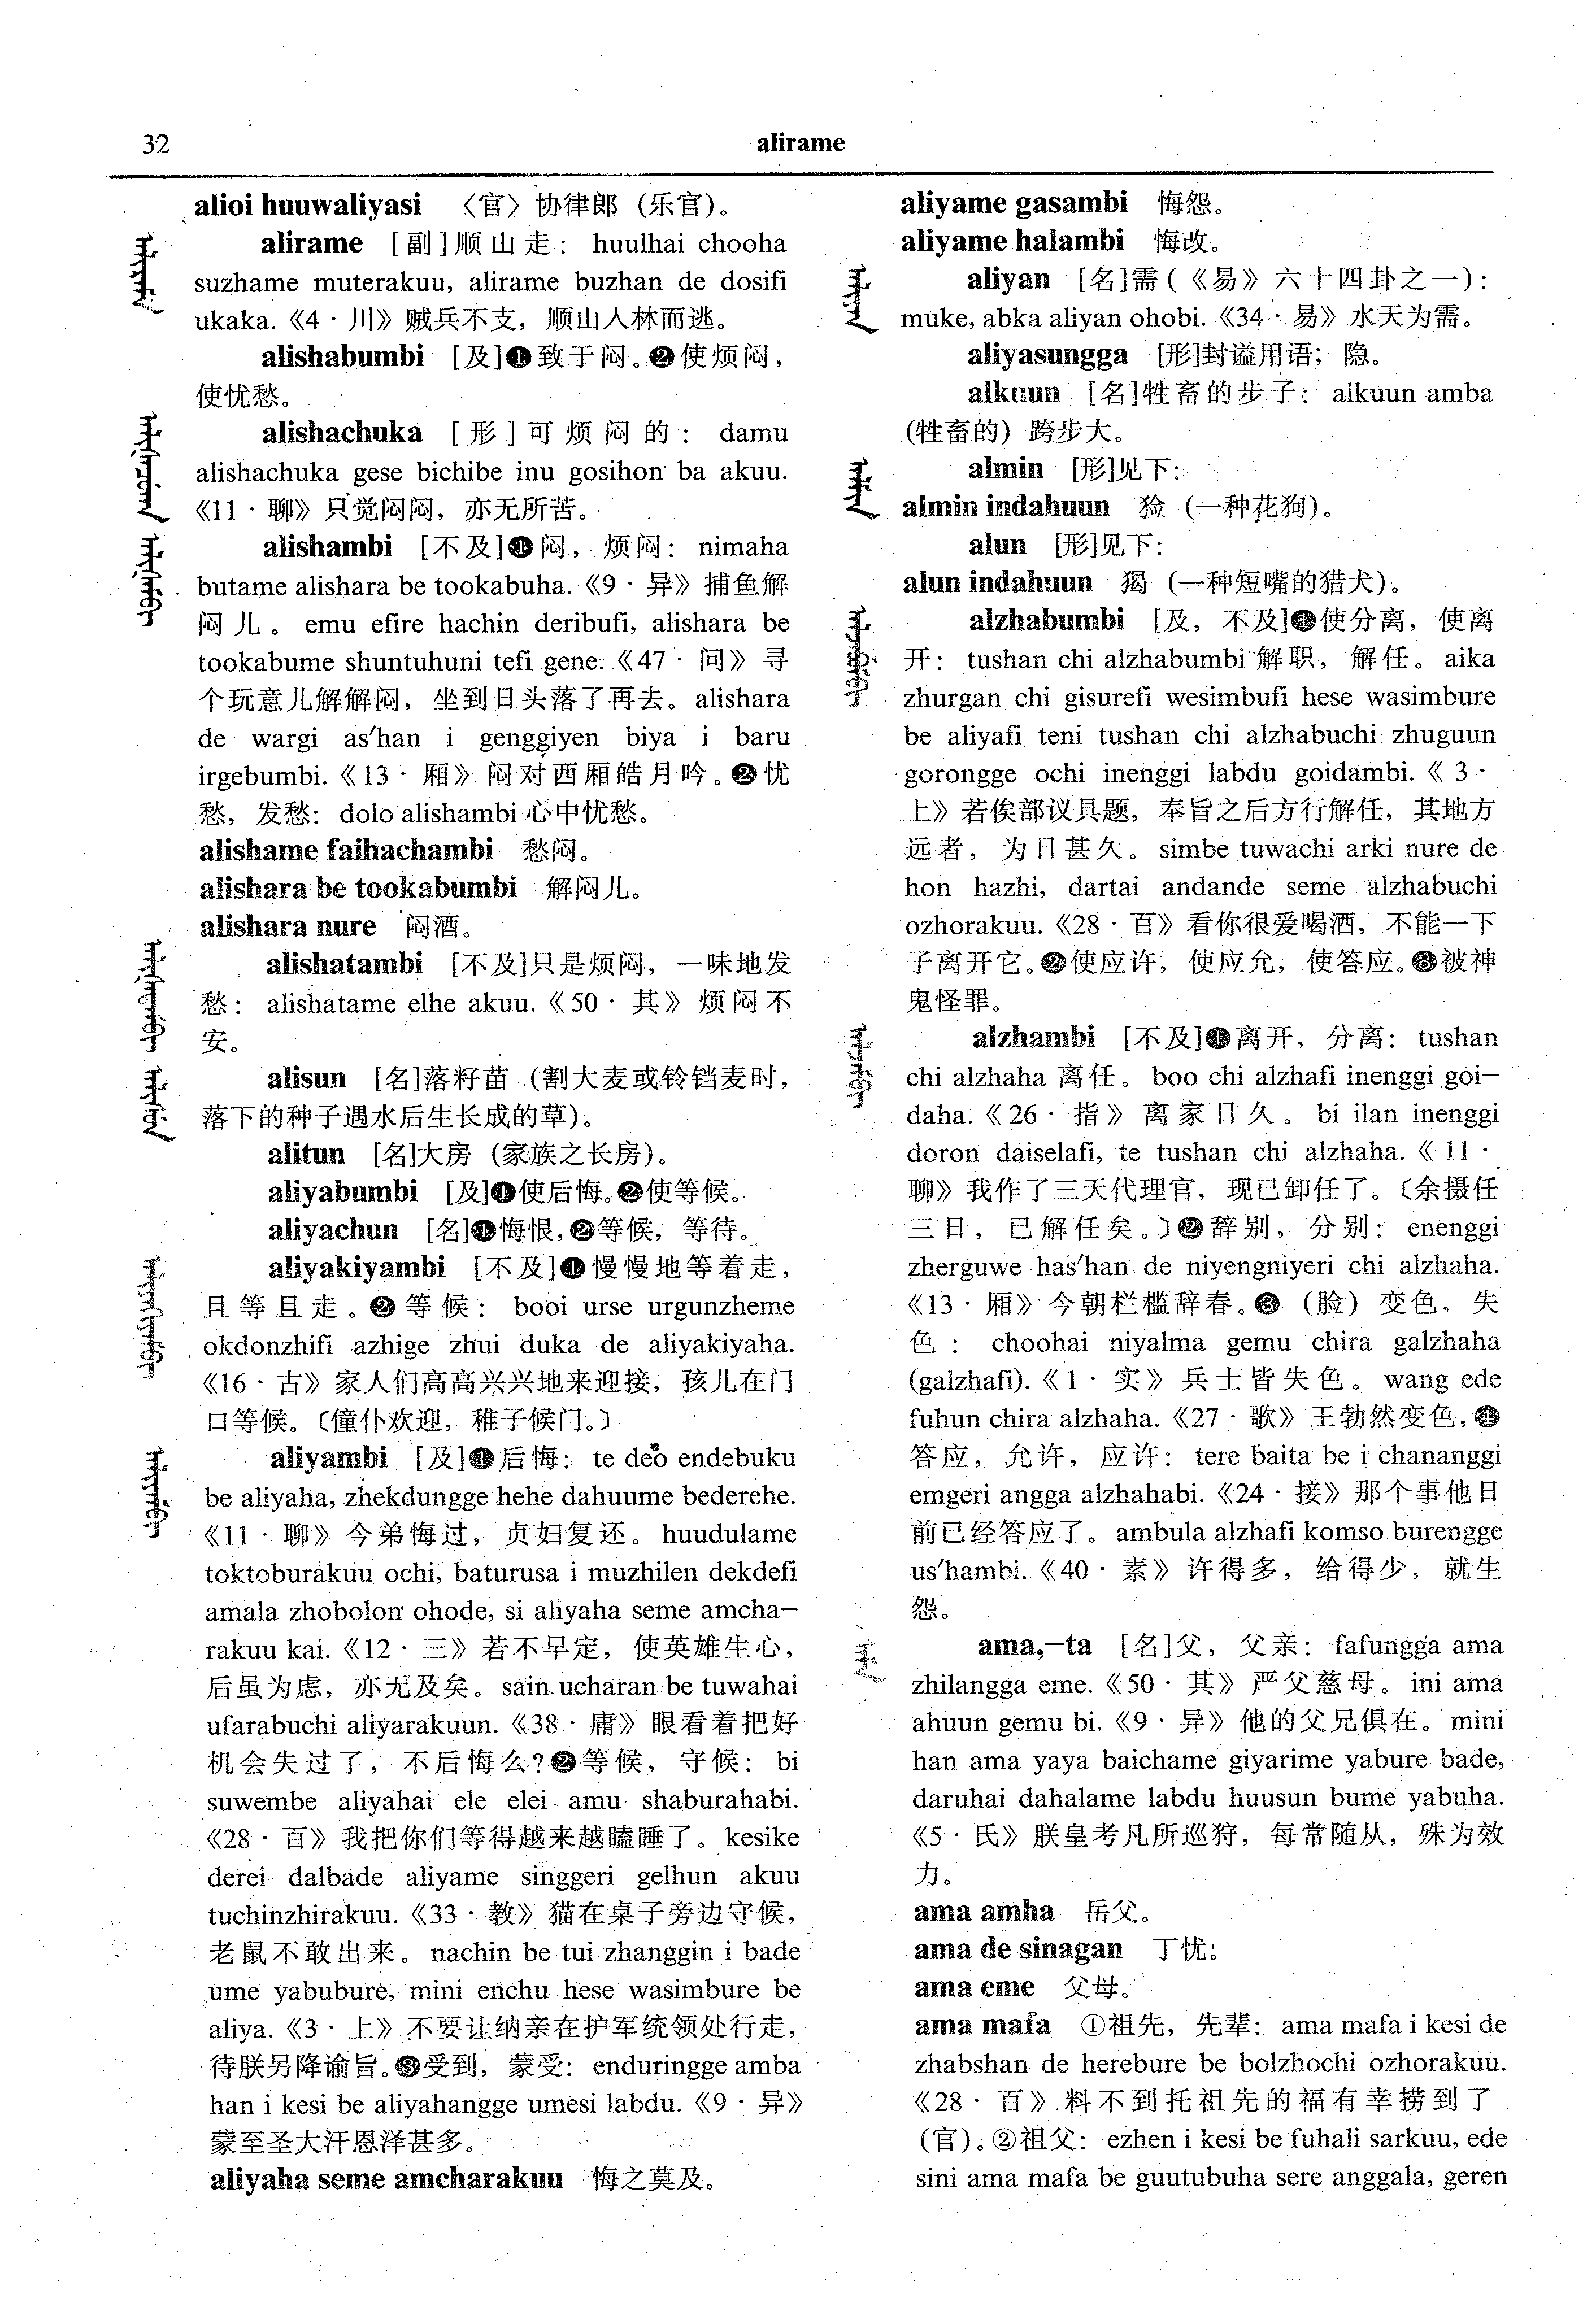 32
alirame
alioi huuwaliyasi 〈官〉协律郎（乐官）。
alirame [副]顺山走： huulhai chooha
suzhame muterakuu, alirame buzhan de dosifi
ukaka.《4·川》贼兵不支，顺山入林而逃。
alishabumbi [及]❶致于闷。❷使烦闷，
使忧愁。
alishachuka [形]可烦闷的： damu
alishachuka gese bichibe inu gosihon ba akuu.
《11·聊》只觉闷闷，亦无所苦。
alishambi [不及]❶闷，烦闷： nimaha
butame alishara be tookabuha.《9·异》捕鱼解
闷儿。 emu efire hachin deribufi, alishara be
tookabume shuntuhuni tefi gene.《47·问》寻
个玩意儿解解闷，坐到日头落了再去。alishara
de wargi as'han i genggiyen biya i baru
irgebumbi.《13·厢》闷对西厢皓月吟。❷忧
愁，发愁： dolo alishambi 心中忧愁。
alishame faihachambi 愁闷。
alishara be tookabumbi 解闷儿。
alishara nure 闷酒。
alishatambi [不及]只是烦闷，一味地发
愁： alishatame elhe akuu.《50·其》烦闷不
安。
alisun [名]落籽苗（割大麦或铃铛麦时，
落下的种子遇水后生长成的草）。
alitun [名]大房（家族之长房）。
aliyabumbi [及]❶使后悔。❷使等候。
aliyachun [名]❶悔恨，❷等候，等待。
aliyakiyambi [不及]❶慢慢地等着走，
且等且走。❷等候： booi urse urgunzheme
okdonzhifi azhige zhui duka de aliyakiyaha.
《16·古》家人们高高兴兴地来迎接，孩儿在门
口等候。〔僮仆欢迎，稚子候门。〕
aliyambi [及]❶后悔： te deo endebuku
be aliyaha, zhekdungge hehe dahuume bederehe.
《11·聊》今弟悔过，贞妇复还。 huudulame
toktoburakuu ochi, baturusa i muzhilen dekdefi
amala zhobolon ohode, si aliyaha seme amcha—
rakuu kai.《12·三》若不早定，使英雄生心，
后虽为虑，亦无及矣。sain ucharan be tuwahai
ufarabuchi aliyarakuun.《38·庸》眼看着把好
机会失过了，不后悔么？❷等候，守候： bi
suwembe aliyahai ele elei amu shaburahabi.
《28·百》我把你们等得越来越瞌睡了。kesike
derei dalbade aliyame singgeri gelhun akuu
tuchinzhirakuu.《33·教》猫在桌子旁边守候，
老鼠不敢出来。nachin be tui zhanggin i bade
ume yabubure, mini enchu hese wasimbure be
aliya.《3·上》不要让纳亲在护军统领处行走，
待朕另降谕旨。❸受到，蒙受： enduringge amba
han i kesi be aliyahangge umesi labdu.《9·异》
蒙至圣大汗恩泽甚多。
aliyaha seme amcharakuu 悔之莫及。
aliyame gasambi 悔怨。
aliyame halambi 悔改。
aliyan [名]需（《易》六十四卦之一）：
muke, abka aliyan ohobi.《34·易》水天为需。
aliyasungga [形]封谥用语；隐。
alkuun [名]牲畜的步子： alkuun amba
（牲畜的）跨步大。
almin [形]见下：
almin indahuun 猃（一种花狗）。
alun [形]见下：
alun indahuun 猲（一种短嘴的猎犬）。
alzhabumbi [及，不及]❶使分离，使离
开： tushan chi alzhabumbi 解职，解任。aika
zhurgan chi gisurefi wesimbufi hese wasimbure
be aliyafi teni tushan chi alzhabuchi zhuguun
gorongge ochi inenggi labdu goidambi.《3·
上》若俟部议具题，奉旨之后方行解任，其地方
远者，为日甚久。simbe tuwachi arki nure de
hon hazhi, dartai andande seme alzhabuchi
ozhorakuu.《28·百》看你很爱喝酒，不能一下
子离开它。❷使应许，使应允，使答应。❸被神
鬼怪罪。
alzhambi [不及]❶离开，分离： tushan
chi alzhaha 离任。boo chi alzhafi inenggi goi—
daha.《26·指》离家日久。 bi ilan inenggi
doron daiselafi, te tushan chi alzhaha.《11·
聊》我作了三天代理官，现已卸任了。〔余摄任
三日，已解任矣。〕❷辞别，分别： enenggi
zherguwe has'han de niyengniyeri chi alzhaha.
《13·厢》今朝栏槛辞春。❸（脸）变色，失
色： choohai niyalma gemu chira galzhaha
(galzhafi).《1·实》兵士皆失色。wang ede
fuhun chira alzhaha.《27·歌》王勃然变色，❹
答应，允许，应许： tere baita be i chananggi
emgeri angga alzhahabi.《24·接》那个事他日
前已经答应了。ambula alzhafi komso burengge
us'hambi.《40·素》许得多，给得少，就生
怨。
ama,—ta [名]父，父亲： fafungga ama
zhilangga eme.《50·其》严父慈母。ini ama
ahuun gemu bi.《9·异》他的父兄俱在。mini
han ama yaya baichame giyarime yabure bade,
daruhai dahalame labdu huusun bume yabuha.
《5·氏》朕皇考凡所巡狩，每常随从，殊为效
力。
ama amha 岳父。
ama de sinagan 丁忧：
ama eme 父母。
ama mafa ①祖先，先辈： ama mafa i kesi de
zhabshan de herebure be bolzhochi ozhorakuu.
《28·百》料不到托祖先的福有幸捞到了
（官）。②祖父： ezhen i kesi be fuhali sarkuu, ede
sini ama mafa be guutubuha sere anggala, geren